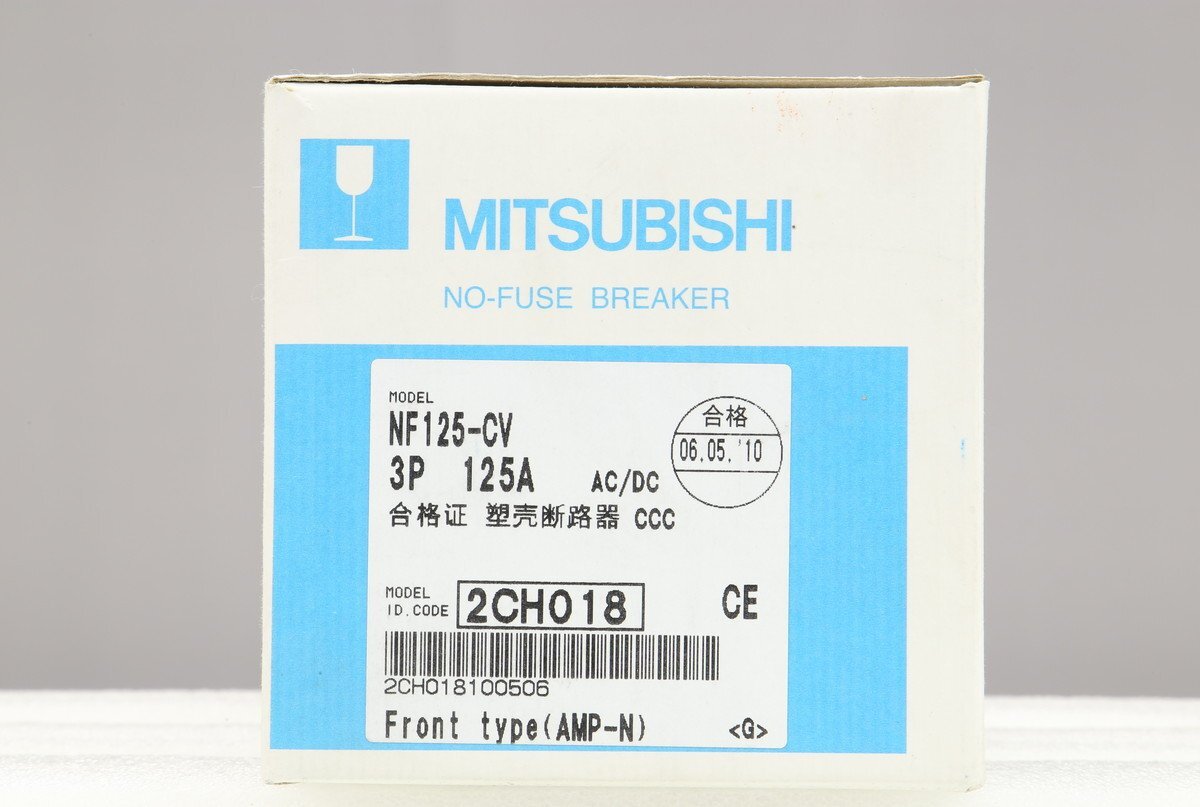 MITSUBISHI
NO-FUSE BREAKER
MODEL
NF125-CV
3P 125A AC/DC
合格
06.05.'10
合格证 塑壳断路器 CCC
MODEL
ID.CODE 2CH018
CE
2CH018100506
Front type(AMP-N) <G>